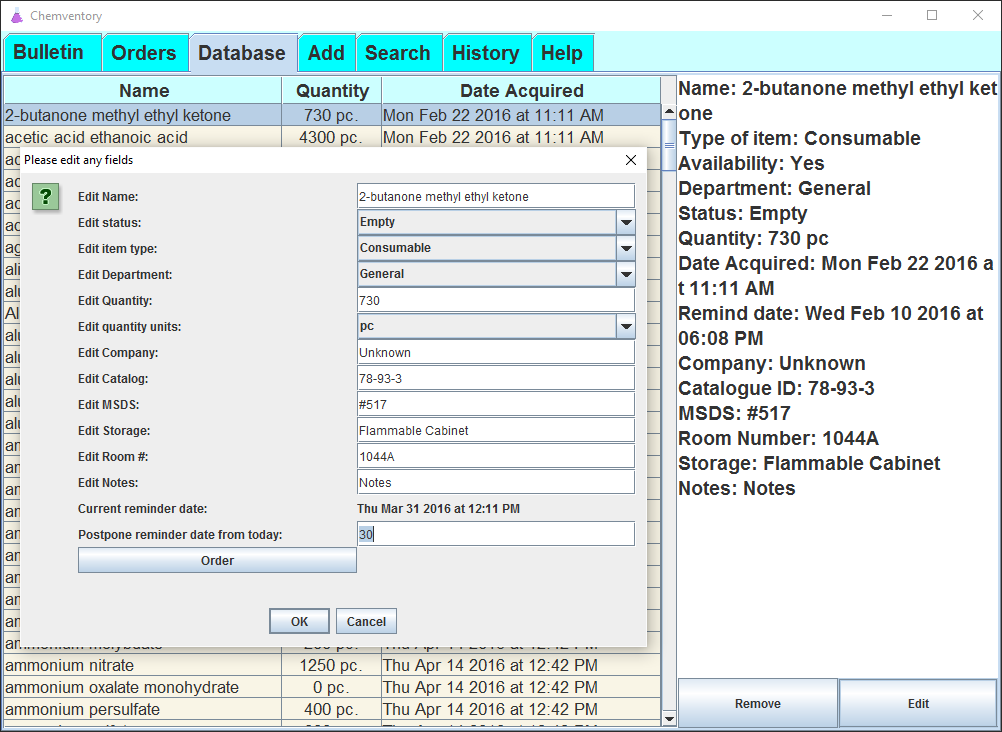 Chemventory
Bulletin Orders Database Add Search History Help
Name Quantity Date Acquired
2-butanone methyl ethyl ketone 730 pc. Mon Feb 22 2016 at 11:11 AM
acetic acid ethanoic acid 4300 pc. Mon Feb 22 2016 at 11:11 AM
Please edit any fields
?
Edit Name: 2-butanone methyl ethyl ketone
Edit status: Empty
Edit item type: Consumable
Edit Department: General
Edit Quantity: 730
Edit quantity units: pc
Edit Company: Unknown
Edit Catalog: 78-93-3
Edit MSDS: #517
Edit Storage: Flammable Cabinet
Edit Room #: 1044A
Edit Notes: Notes
Current reminder date: Thu Mar 31 2016 at 12:11 PM
Postpone reminder date from today: 30
Order
OK Cancel
ammonium nitrate 1250 pc. Thu Apr 14 2016 at 12:42 PM
ammonium oxalate monohydrate 0 pc. Thu Apr 14 2016 at 12:42 PM
ammonium persulfate 400 pc. Thu Apr 14 2016 at 12:42 PM
Name: 2-butanone methyl ethyl ket
one
Type of item: Consumable
Availability: Yes
Department: General
Status: Empty
Quantity: 730 pc
Date Acquired: Mon Feb 22 2016 a
t 11:11 AM
Remind date: Wed Feb 10 2016 at
06:08 PM
Company: Unknown
Catalogue ID: 78-93-3
MSDS: #517
Room Number: 1044A
Storage: Flammable Cabinet
Notes: Notes
Remove Edit